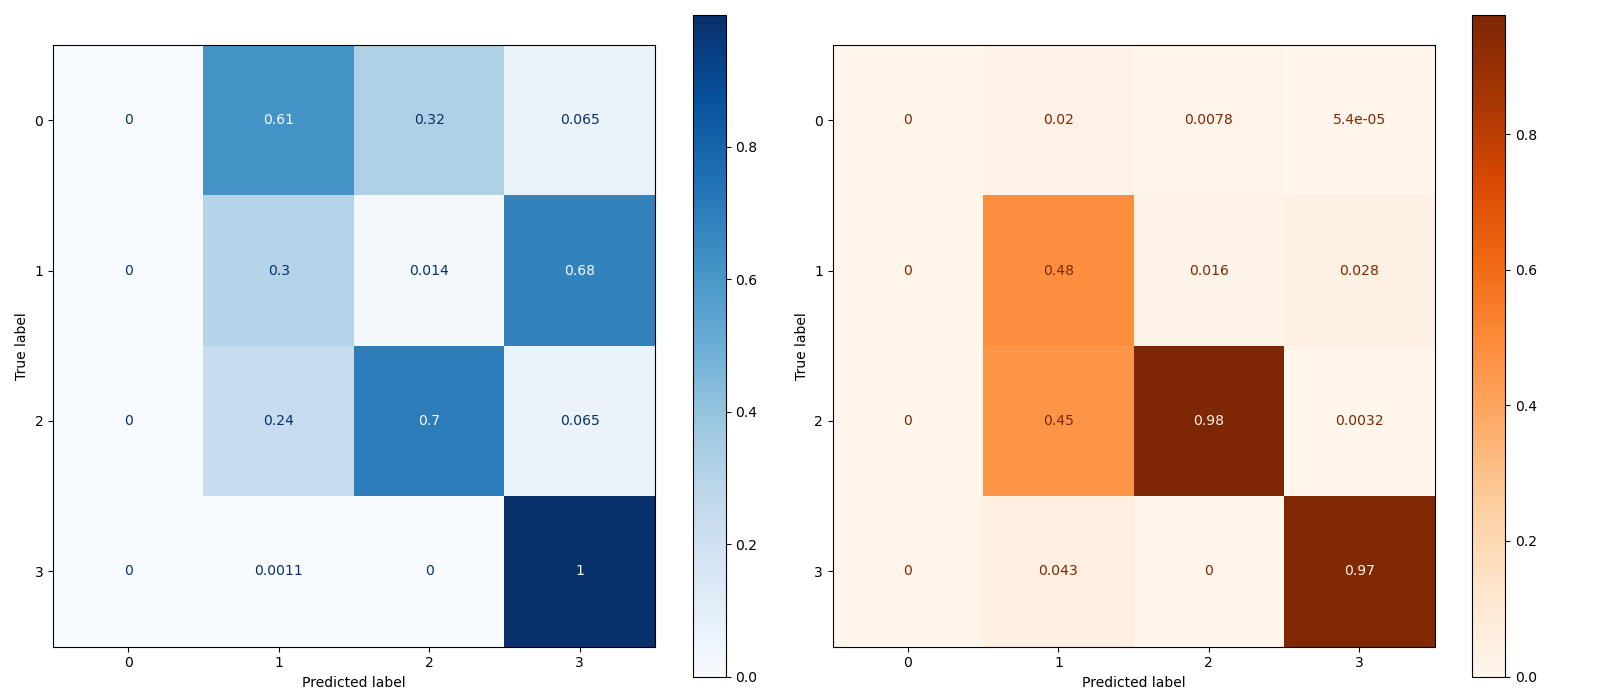 0 0 0.61 0.32 0.065
1 0 0.3 0.014 0.68
2 0 0.24 0.7 0.065
3 0 0.0011 0 1
0 1 2 3
True label
Predicted label
0.8
0.6
0.4
0.2
0.0
0 0 0.02 0.0078 5.4e-05
1 0 0.48 0.016 0.028
2 0 0.45 0.98 0.0032
3 0 0.043 0 0.97
0 1 2 3
True label
Predicted label
0.8
0.6
0.4
0.2
0.0